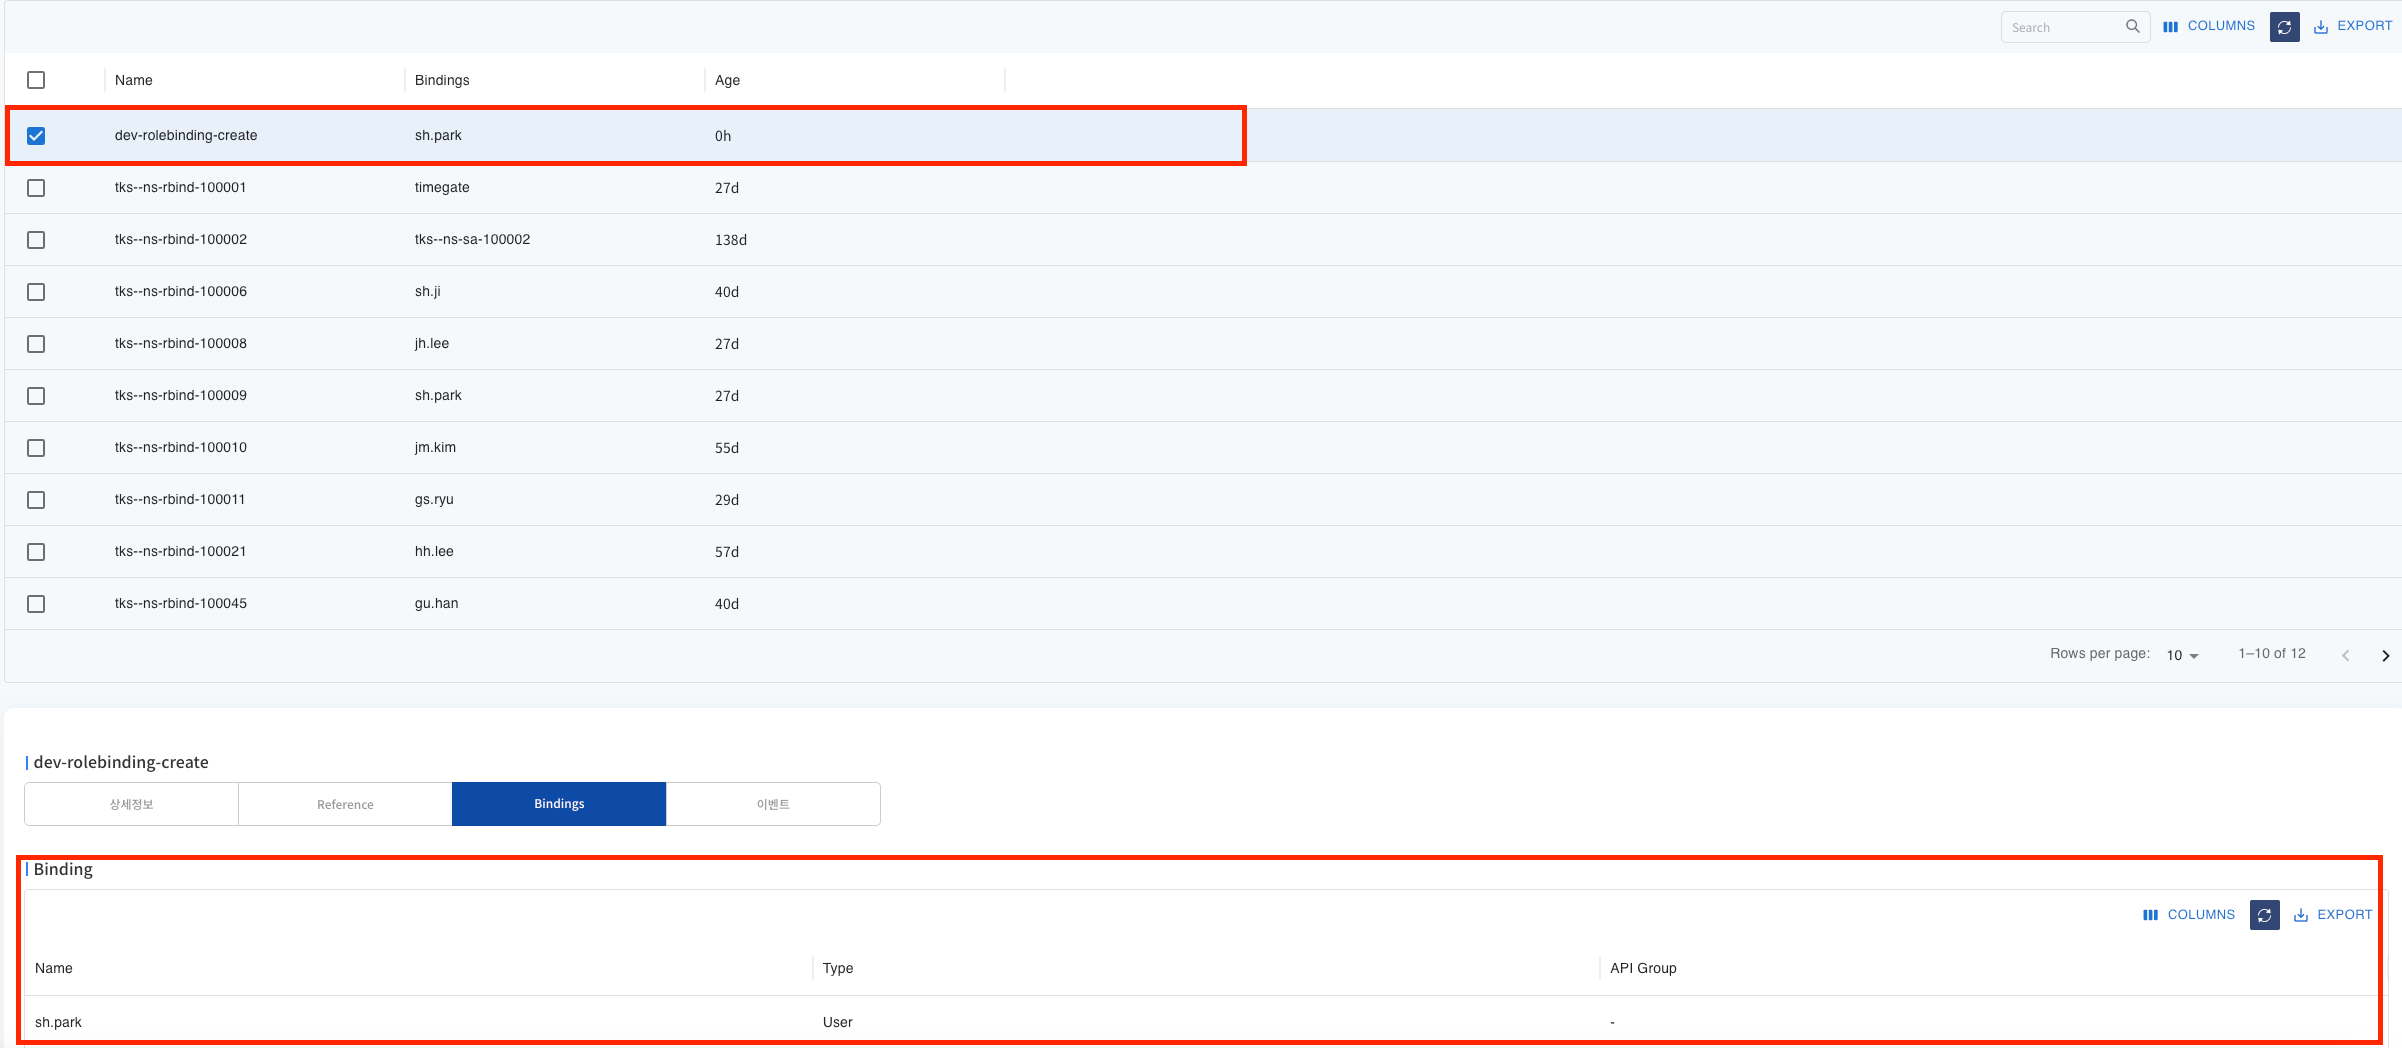 Search COLUMNS EXPORT
Name Bindings Age
dev-rolebinding-create sh.park 0h
tks--ns-rbind-100001 timegate 27d
tks--ns-rbind-100002 tks--ns-sa-100002 138d
tks--ns-rbind-100006 sh.ji 40d
tks--ns-rbind-100008 jh.lee 27d
tks--ns-rbind-100009 sh.park 27d
tks--ns-rbind-100010 jm.kim 55d
tks--ns-rbind-100011 gs.ryu 29d
tks--ns-rbind-100021 hh.lee 57d
tks--ns-rbind-100045 gu.han 40d
Rows per page: 10 1–10 of 12
dev-rolebinding-create
상세정보 Reference Bindings 이벤트
Binding
COLUMNS EXPORT
Name Type API Group
sh.park User -